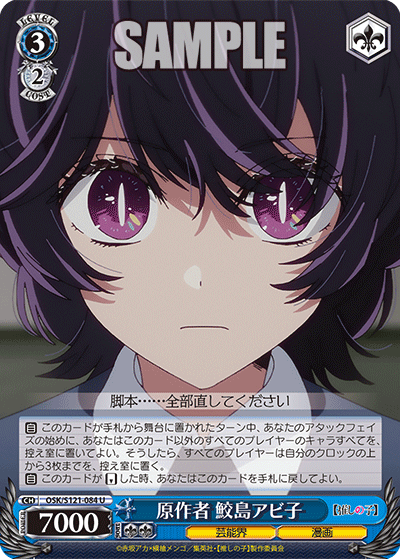 LEVEL
3
2
COST
SAMPLE
脚本……全部直してください
自 このカードが手札から舞台に置かれたターン中、あなたのアタックフェイズ
の始めに、あなたはこのカード以外のすべてのプレイヤーのキャラすべてを、
控え室に置いてよい。そうしたら、すべてのプレイヤーは自分のクロックの上
から3枚までを、控え室に置く。
自 このカードが したる時、あなたはこのカードを手札に戻してよい。
CH OSK/S121-084 U
POWER
7000
原作者 鮫島アビ子
【推しの子】
芸能界
漫画
©赤坂アカ×横槍メンゴ／集英社・【推しの子】製作委員会